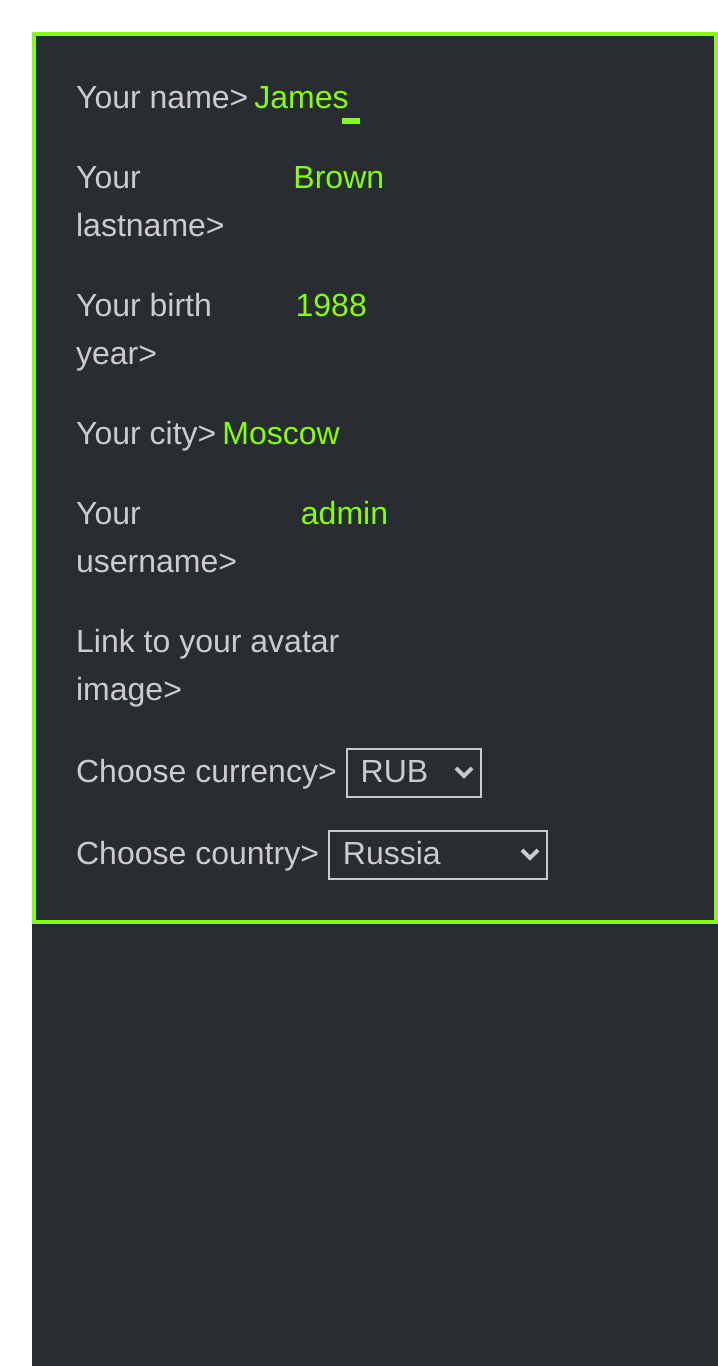 Your name> James
Your Brown
lastname>
Your birth 1988
year>
Your city> Moscow
Your admin
username>
Link to your avatar
image>
Choose currency> RUB
Choose country> Russia